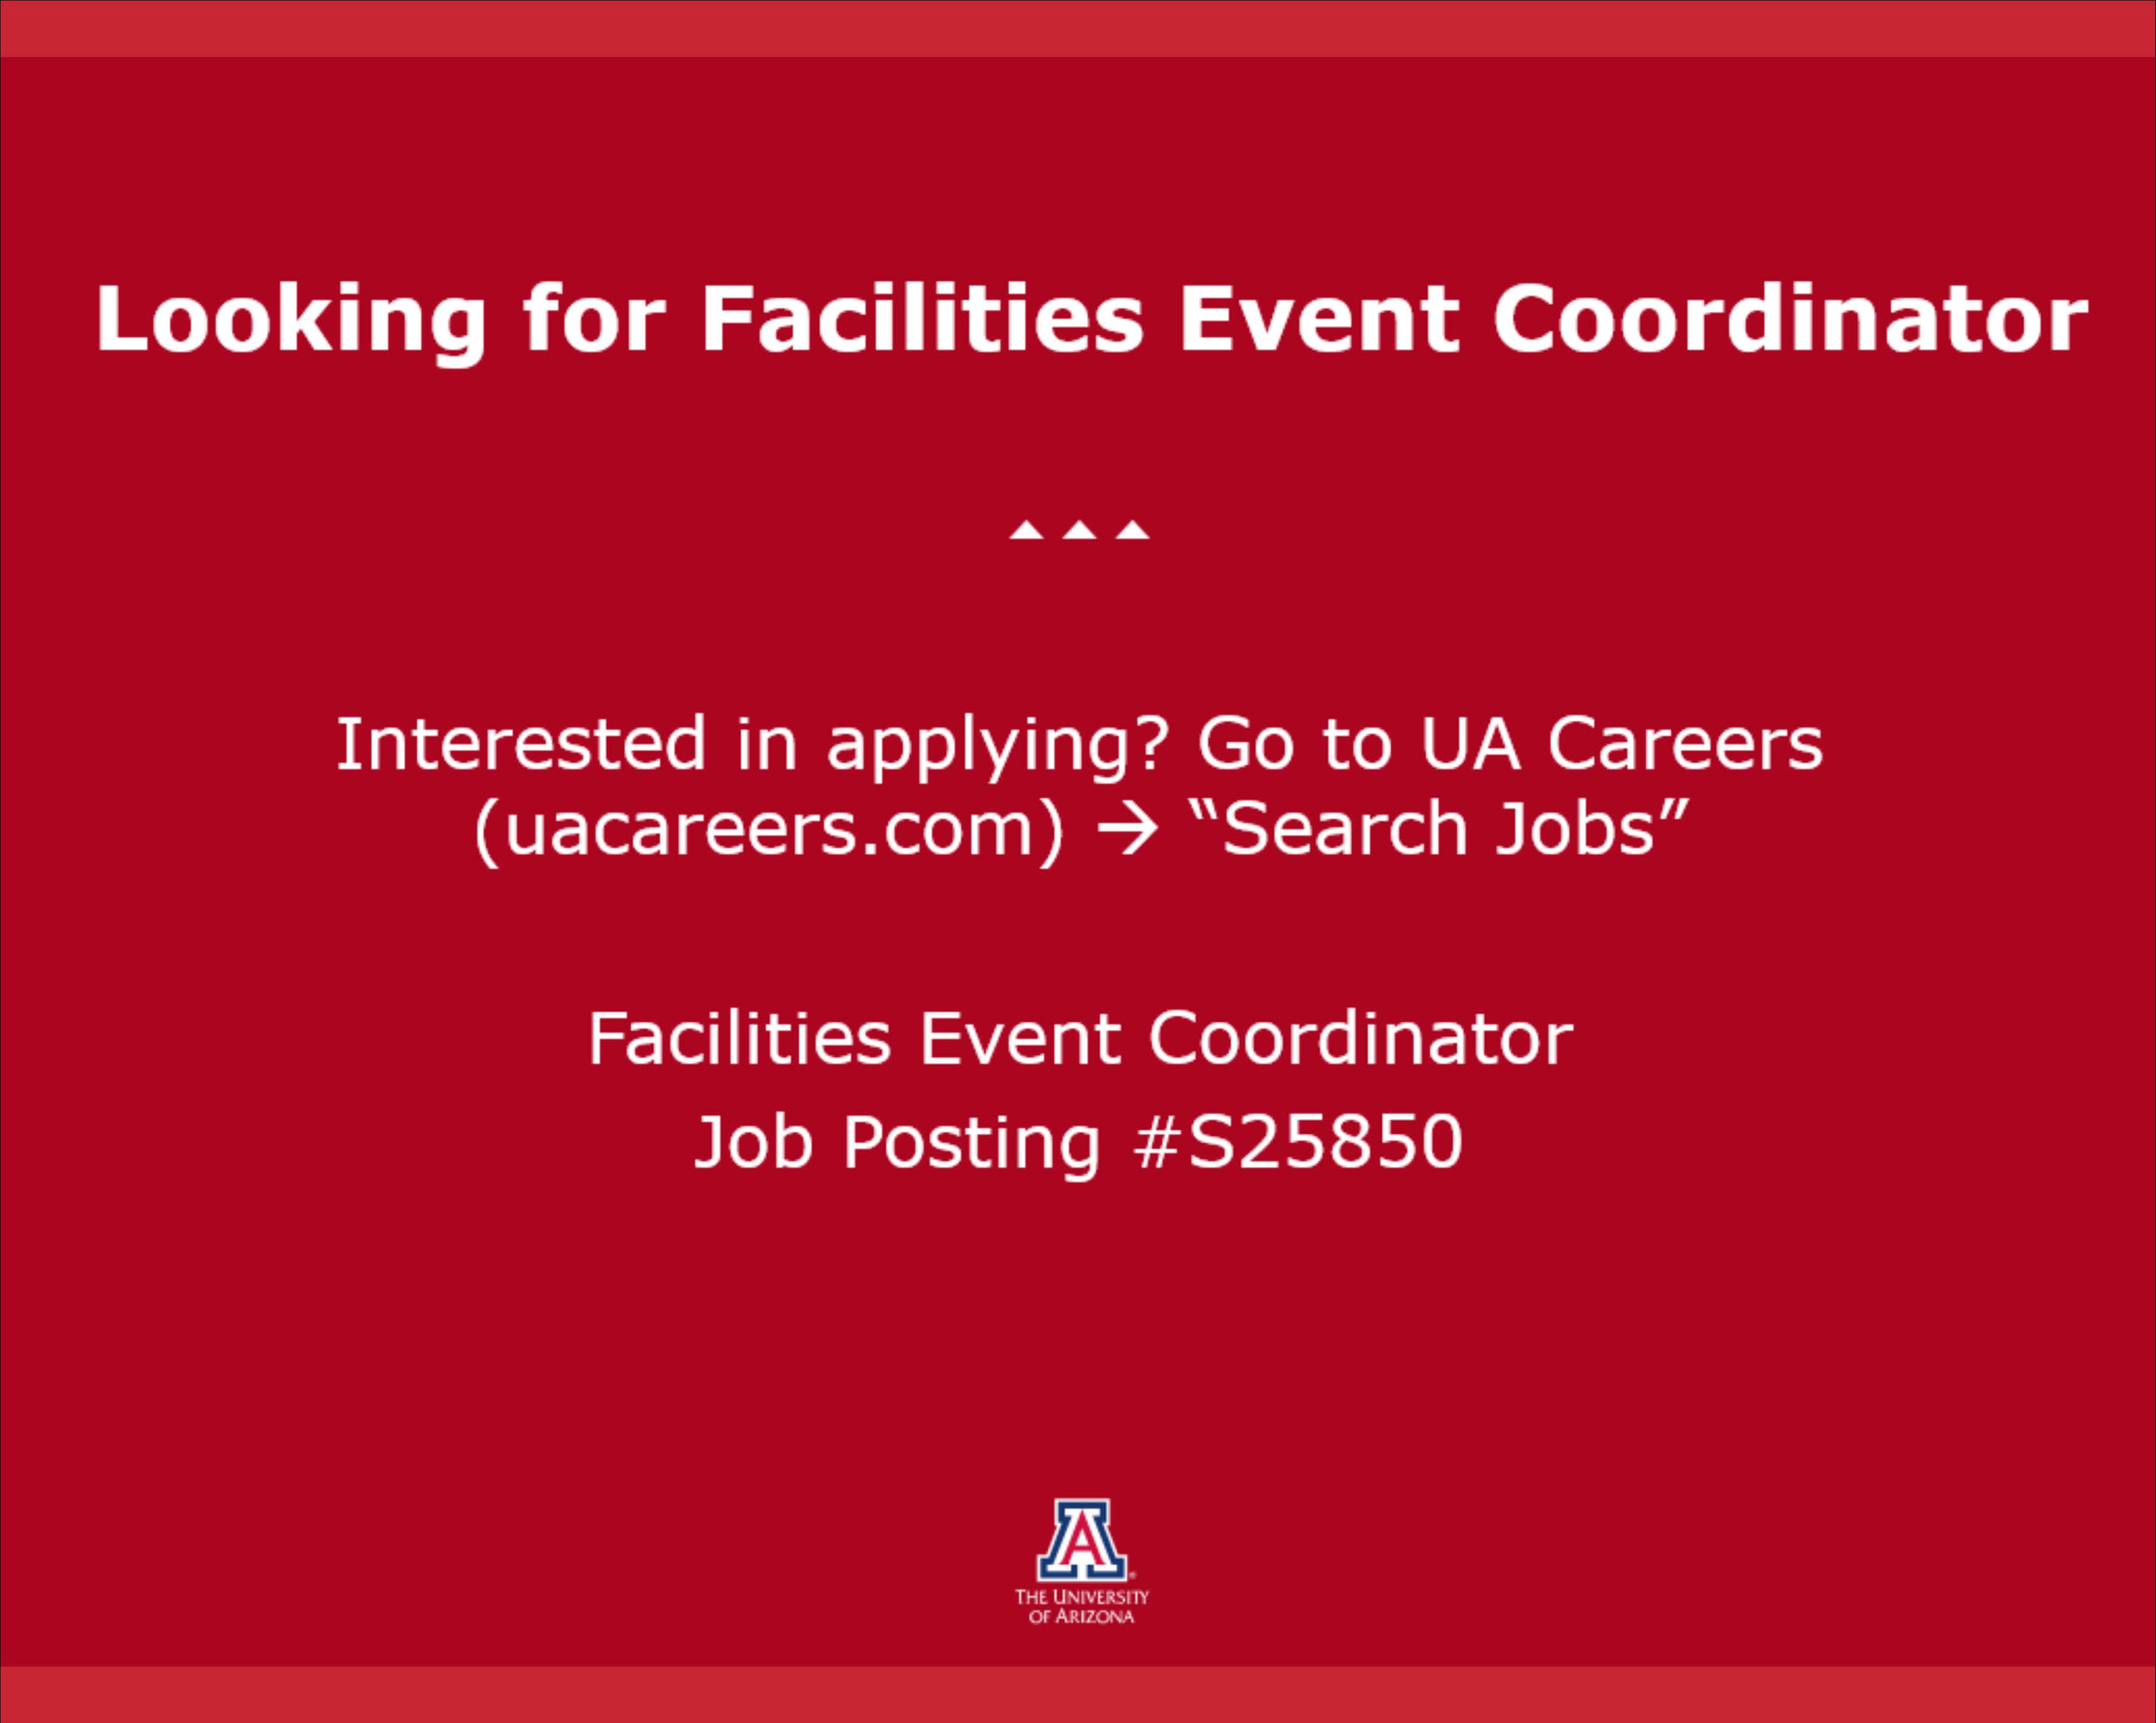 Looking for Facilities Event Coordinator
Interested in applying? Go to UA Careers
(uacareers.com) → “Search Jobs”
Facilities Event Coordinator
Job Posting #S25850
A
THE UNIVERSITY
OF ARIZONA